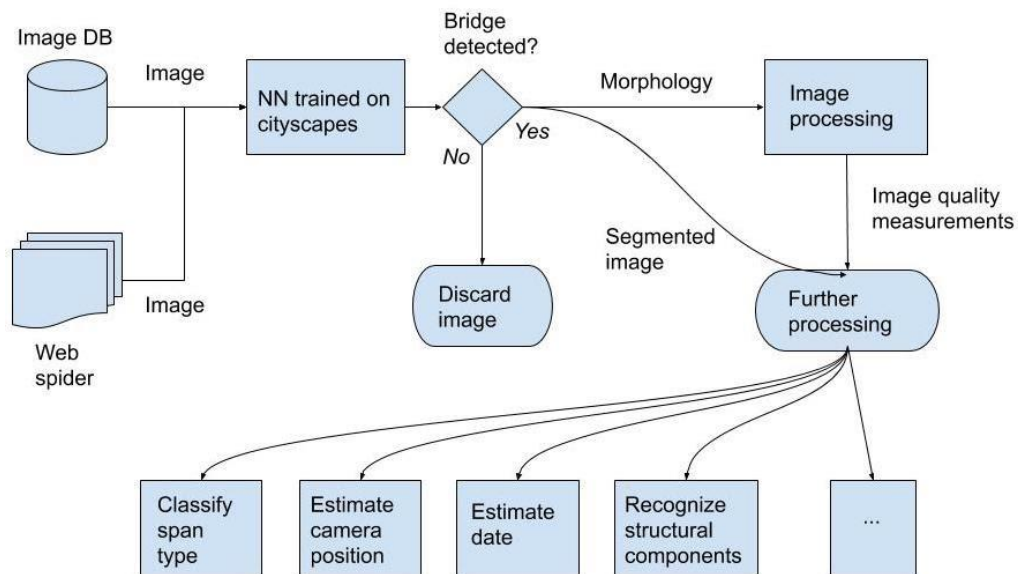 Image DB
Image
NN trained on
cityscapes
Bridge
detected?
Yes
No
Morphology
Image
processing
Image quality
measurements
Segmented
image
Discard
image
Further
processing
Image
Web
spider
Classify
span
type
Estimate
camera
position
Estimate
date
Recognize
structural
components
...